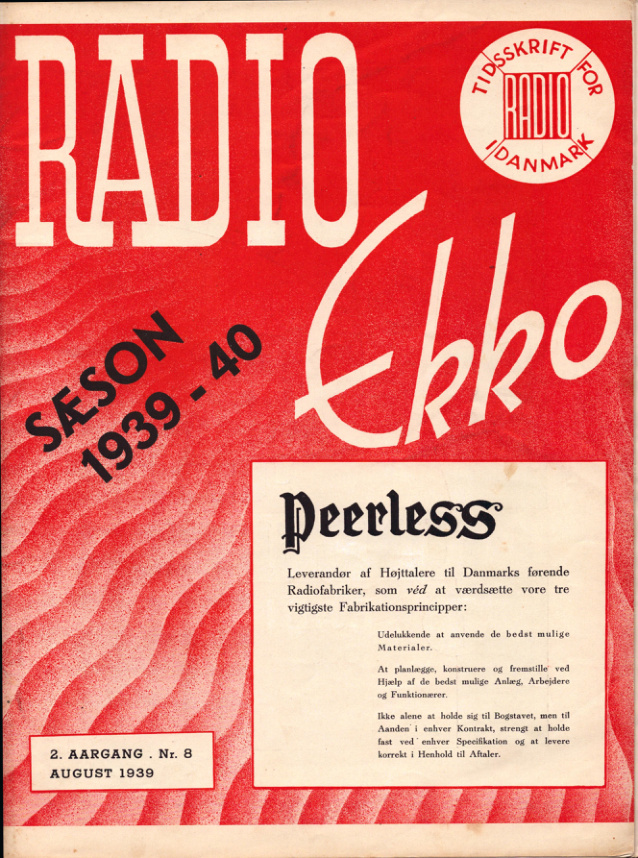 RADIO
Ekko
TIDSSKRIFT FOR
RADIO
I DANMARK
SÆSON
1939 - 40
Peerless
Leverandør af Højttalere til Danmarks førende
Radiofabriker, som véd at værdsætte vore tre
vigtigste Fabrikationsprincipper:
Udelukkende at anvende de bedst mulige
Materialer.
At planlægge, konstruere og fremstille ved
Hjælp af de bedst mulige Anlæg, Arbejdere
og Funktionærer.
Ikke alene at holde sig til Bogstavet, men til
Aanden i enhver Kontrakt, strengt at holde
fast ved enhver Specifikation og at levere
korrekt i Henhold til Aftaler.
2. AARGANG . Nr. 8
AUGUST 1939